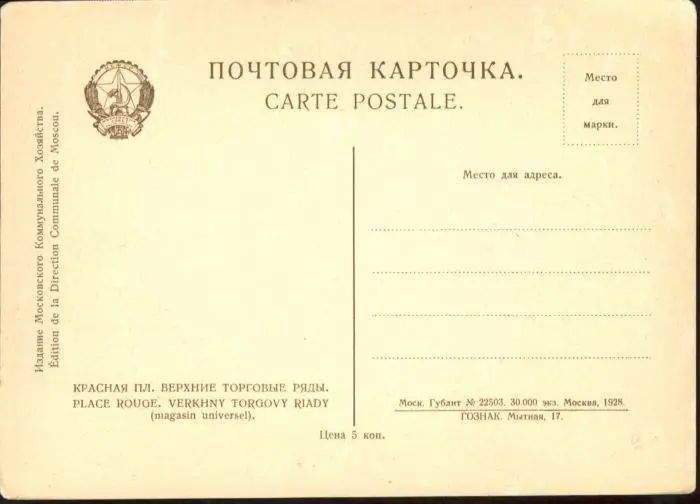 ПОЧТОВАЯ КАРТОЧКА.
CARTE POSTALE.
Место
для
марки.
Издание Московского Коммунального Хозяйства.
Édition de la Direction Communale de Moscou.
Место для адреса.
КРАСНАЯ ПЛ. ВЕРХНИЕ ТОРГОВЫЕ РЯДЫ.
PLACE ROUGE. VERKHNY TORGOVY RIADY
(magasin universel).
Цена 5 коп.
Моск. Гублит № 22503. 30.000 экз. Москва, 1928.
ГОЗНАК. Мытная, 17.